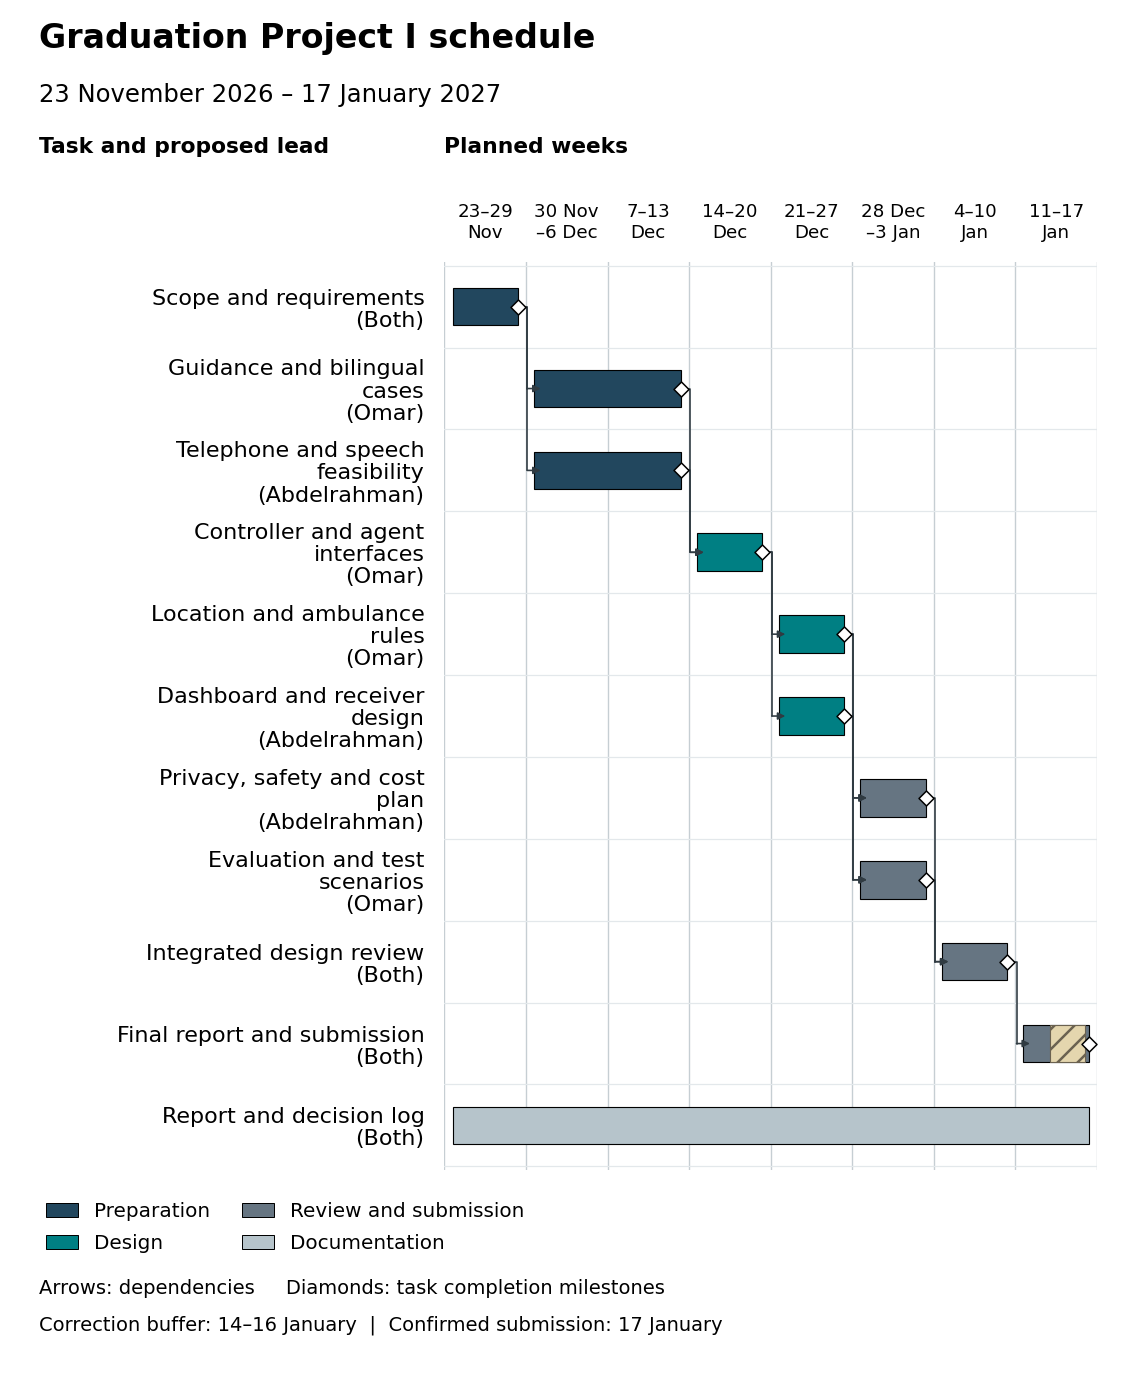 Graduation Project I schedule
23 November 2026 – 17 January 2027
Task and proposed lead
Planned weeks
23–29
Nov
30 Nov
–6 Dec
7–13
Dec
14–20
Dec
21–27
Dec
28 Dec
–3 Jan
4–10
Jan
11–17
Jan
Scope and requirements
(Both)
Guidance and bilingual
cases
(Omar)
Telephone and speech
feasibility
(Abdelrahman)
Controller and agent
interfaces
(Omar)
Location and ambulance
rules
(Omar)
Dashboard and receiver
design
(Abdelrahman)
Privacy, safety and cost
plan
(Abdelrahman)
Evaluation and test
scenarios
(Omar)
Integrated design review
(Both)
Final report and submission
(Both)
Report and decision log
(Both)
Preparation
Review and submission
Design
Documentation
Arrows: dependencies     Diamonds: task completion milestones
Correction buffer: 14–16 January  |  Confirmed submission: 17 January